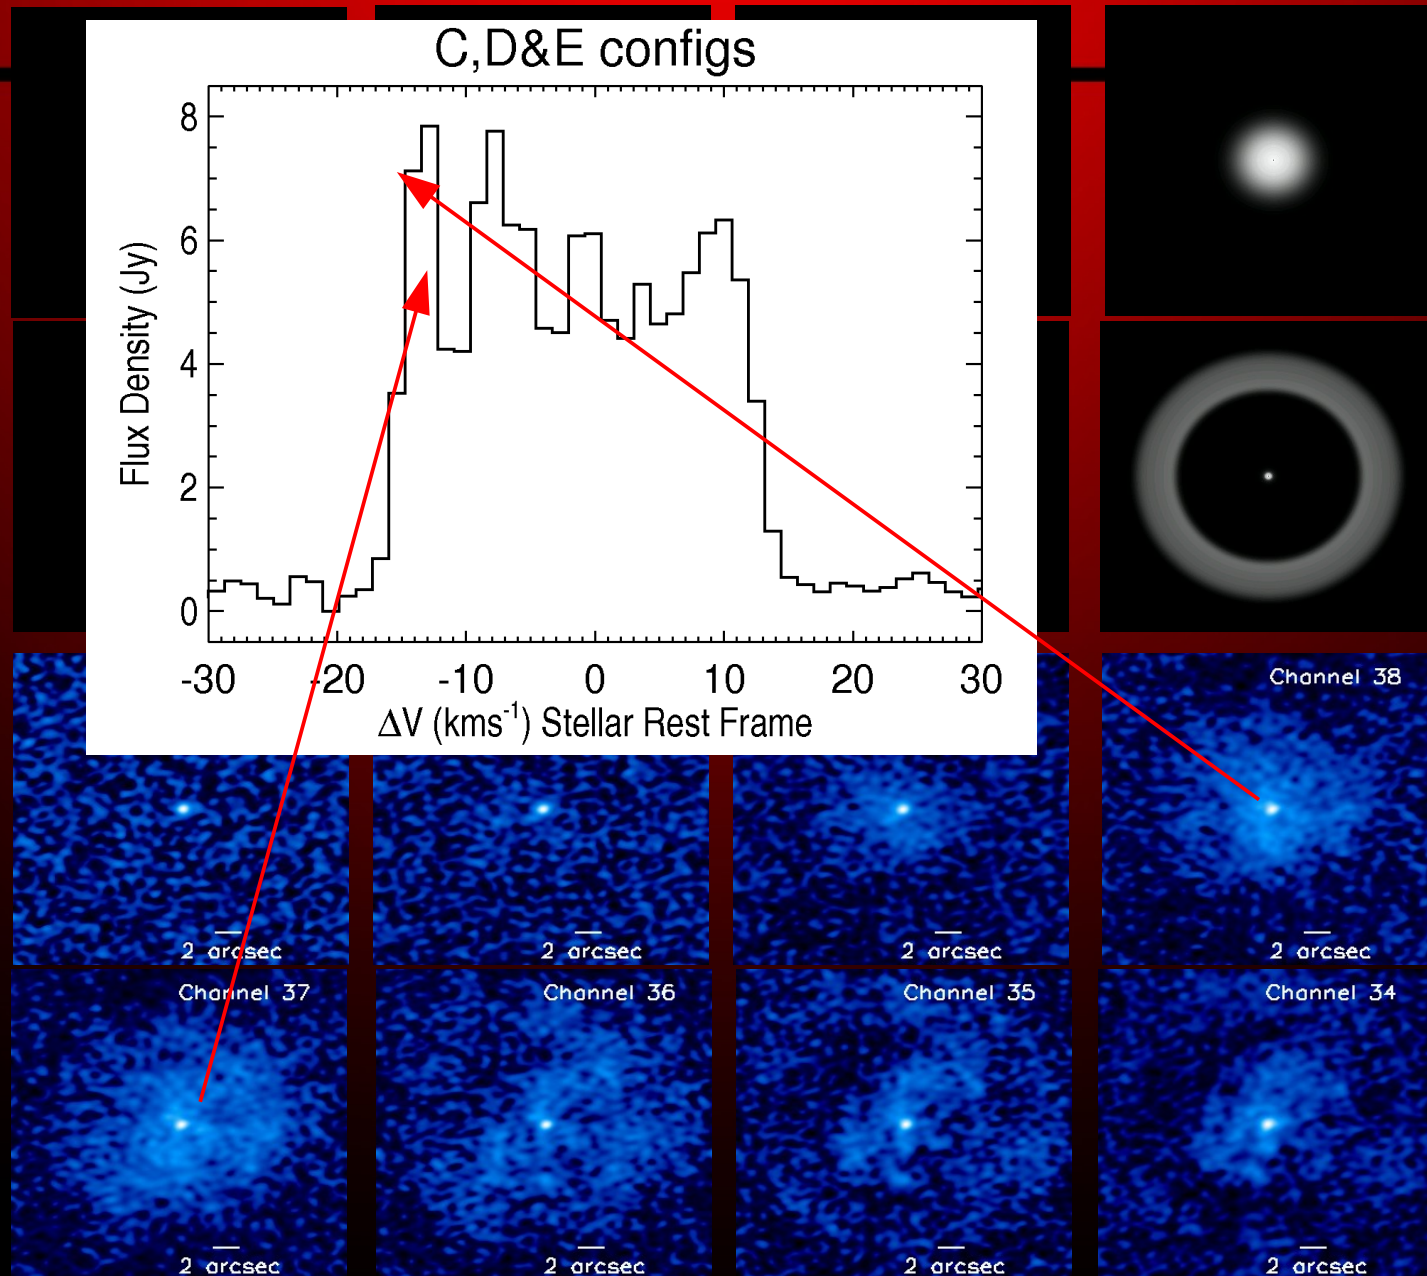 C,D&E configs
8
6
4
2
0
Flux Density (Jy)
-30 -20 -10 0 10 20 30
ΔV (kms⁻¹) Stellar Rest Frame
Channel 38
2 arcsec 2 arcsec 2 arcsec 2 arcsec
Channel 37 Channel 36 Channel 35 Channel 34
2 arcsec 2 arcsec 2 arcsec 2 arcsec